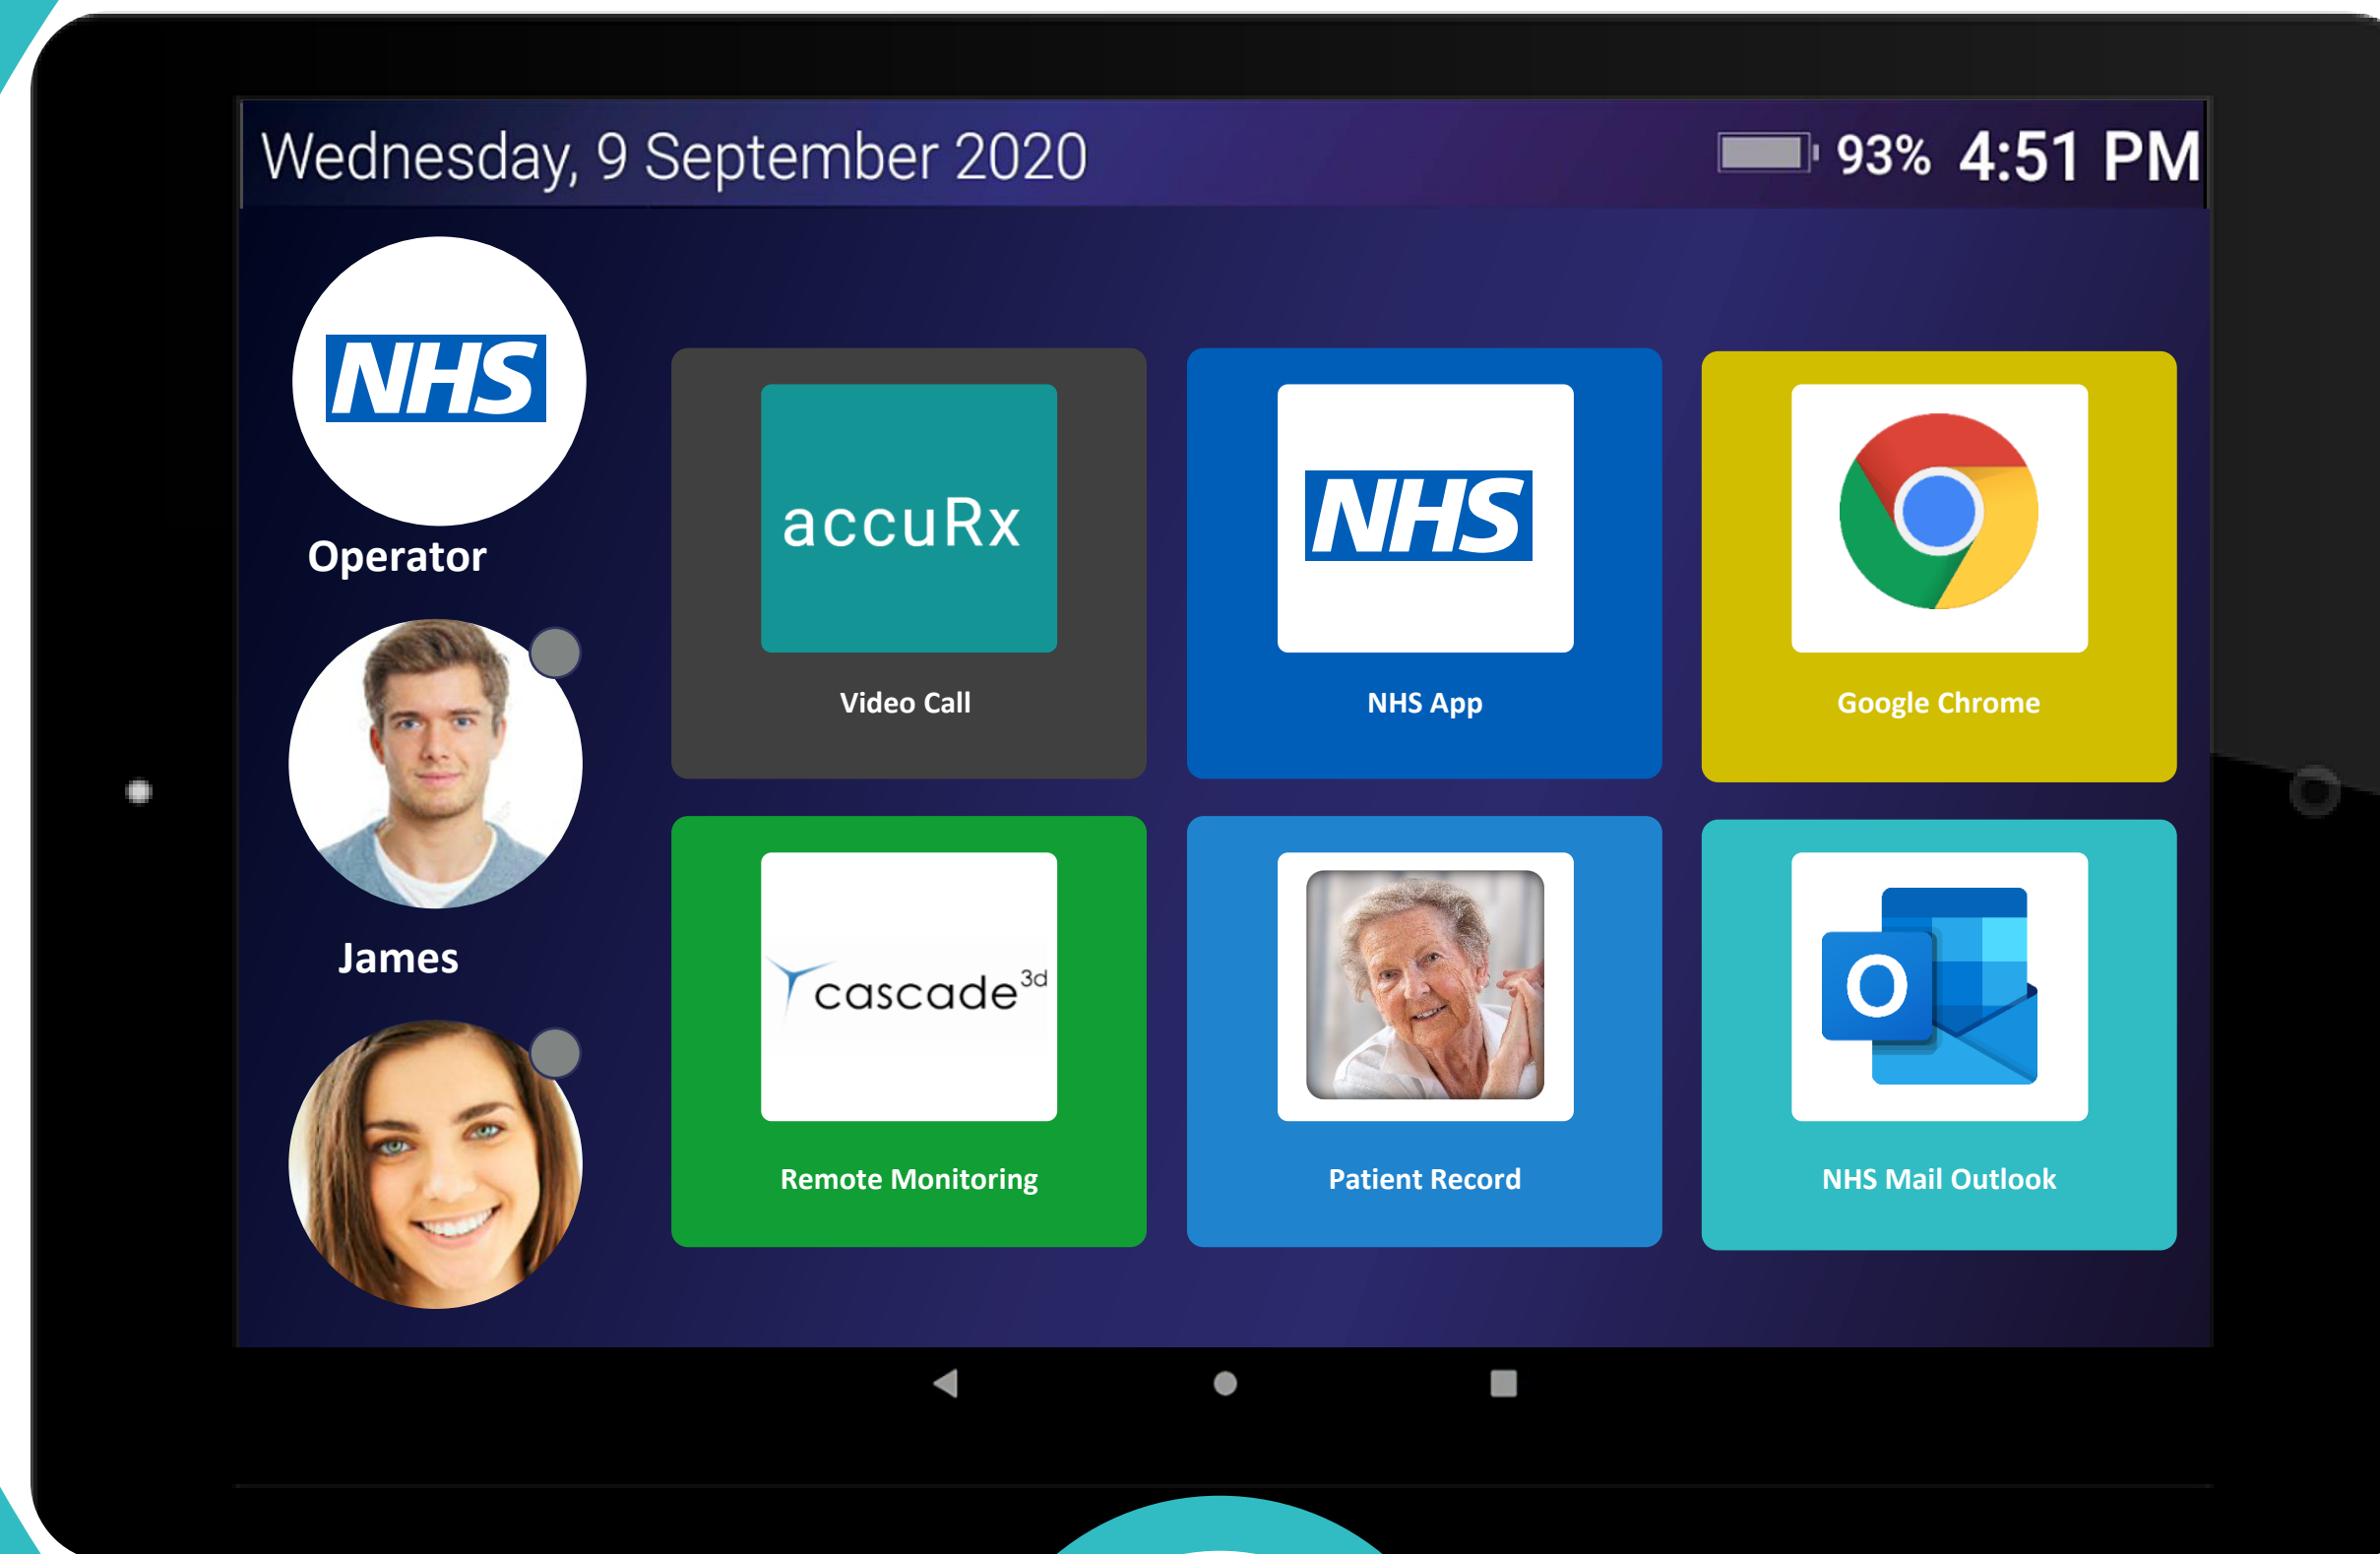 Wednesday, 9 September 2020
93% 4:51 PM
NHS
Operator
James
accuRx
Video Call
NHS
NHS App
Google Chrome
cascade3d
Remote Monitoring
Patient Record
O
NHS Mail Outlook